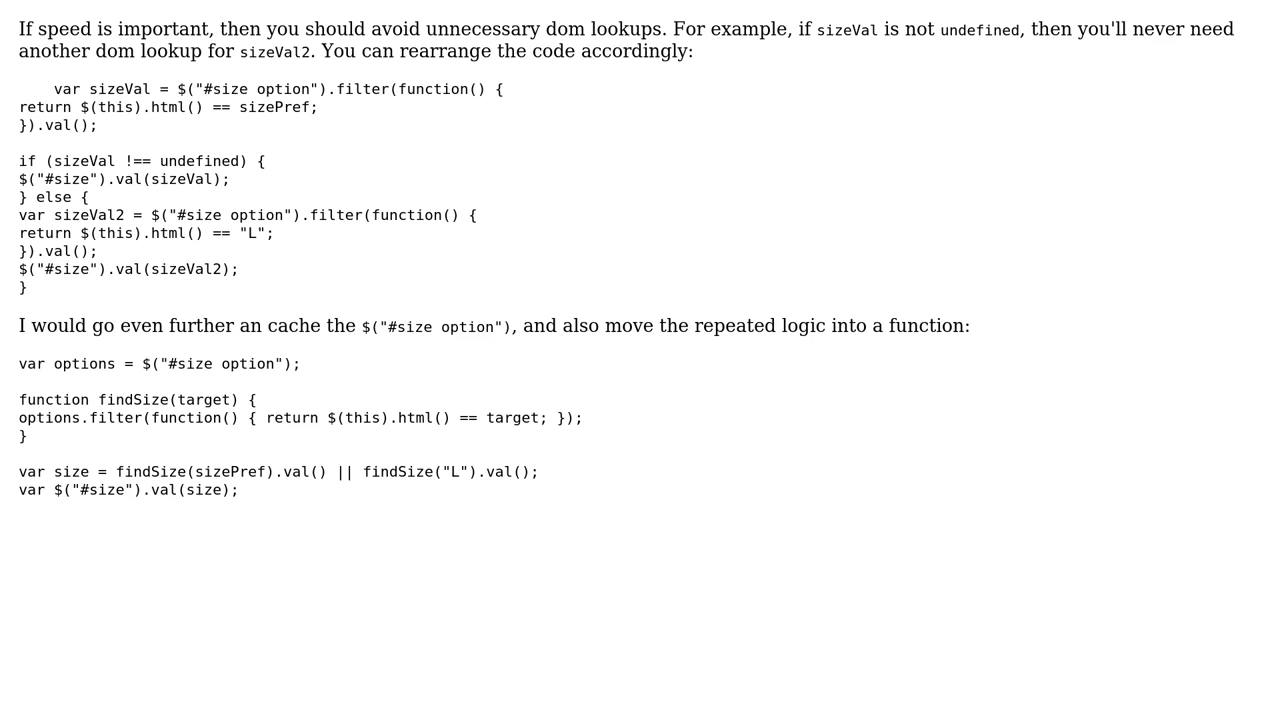 If speed is important, then you should avoid unnecessary dom lookups. For example, if sizeVal is not undefined, then you'll never need
another dom lookup for sizeVal2. You can rearrange the code accordingly:
var sizeVal = $("#size option").filter(function() {
return $(this).html() == sizePref;
}).val();
if (sizeVal !== undefined) {
$("#size").val(sizeVal);
} else {
var sizeVal2 = $("#size option").filter(function() {
return $(this).html() == "L";
}).val();
$("#size").val(sizeVal2);
}
I would go even further an cache the $("#size option"), and also move the repeated logic into a function:
var options = $("#size option");
function findSize(target) {
options.filter(function() { return $(this).html() == target; });
}
var size = findSize(sizePref).val() || findSize("L").val();
var $("#size").val(size);